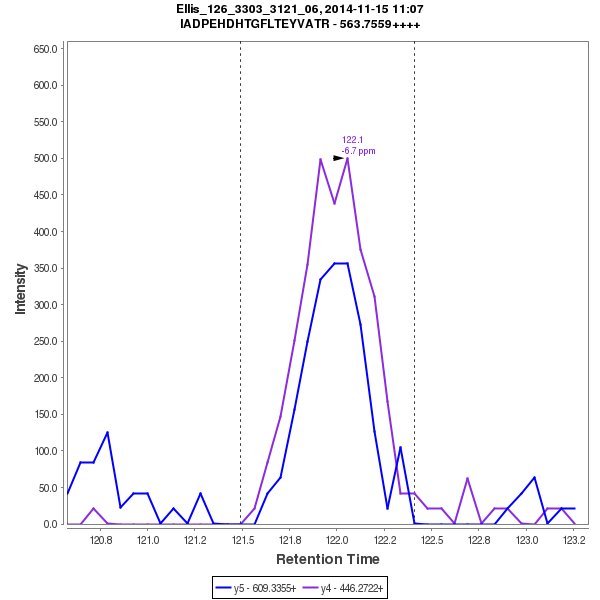 Ellis_126_3303_3121_06, 2014-11-15 11:07
IADPEHDHTGFLTEYVATR - 563.7559++++
650.0
600.0
550.0
500.0
450.0
400.0
350.0
300.0
250.0
200.0
150.0
100.0
50.0
0.0
Intensity
122.1
-6.7 ppm
120.8 121.0 121.2 121.5 121.8 122.0 122.2 122.5 122.8 123.0 123.2
Retention Time
y5 - 609.3355+ y4 - 446.2722+